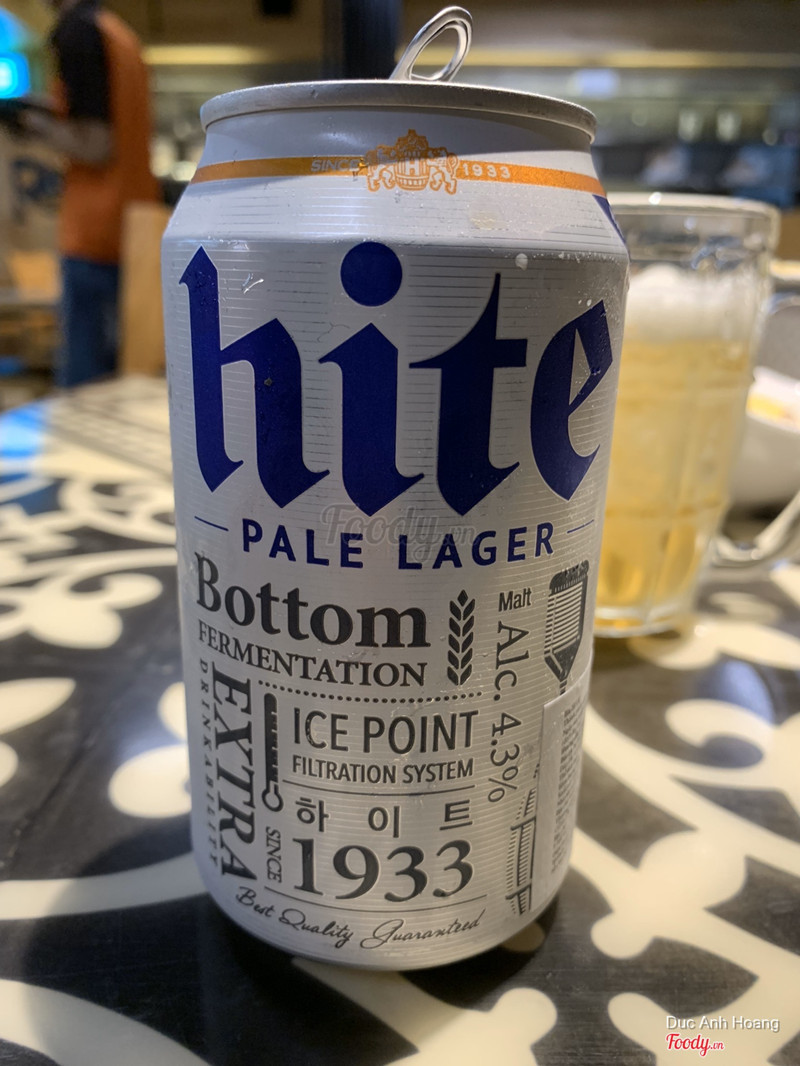 SINCE 1933
H
hite
PALE LAGER
Foody.vn
Bottom
FERMENTATION
Malt
Alc. 4.3%
EXTRA
DRINKABILITY
ICE POINT
FILTRATION SYSTEM
하이트
SINCE
1933
Best Quality Guaranteed
Duc Anh Hoang
Foody.vn